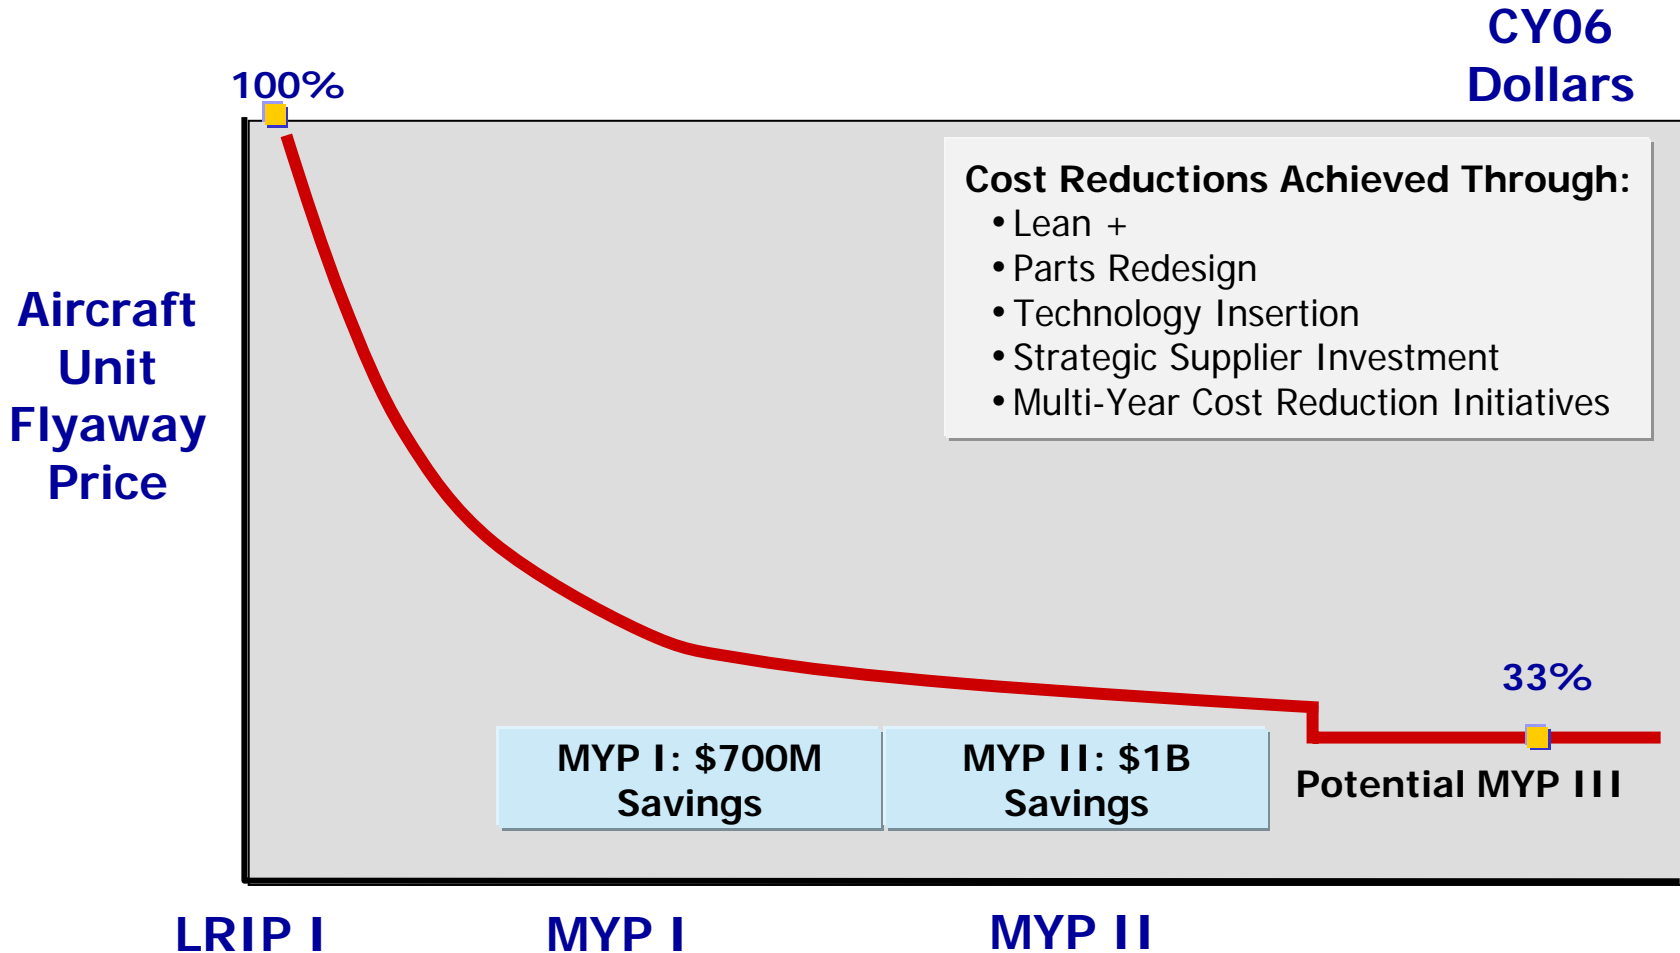 CY06
Dollars
100%
Cost Reductions Achieved Through:
• Lean +
• Parts Redesign
• Technology Insertion
• Strategic Supplier Investment
• Multi-Year Cost Reduction Initiatives
Aircraft
Unit
Flyaway
Price
33%
MYP I: $700M
Savings
MYP II: $1B
Savings
Potential MYP III
LRIP I
MYP I
MYP II